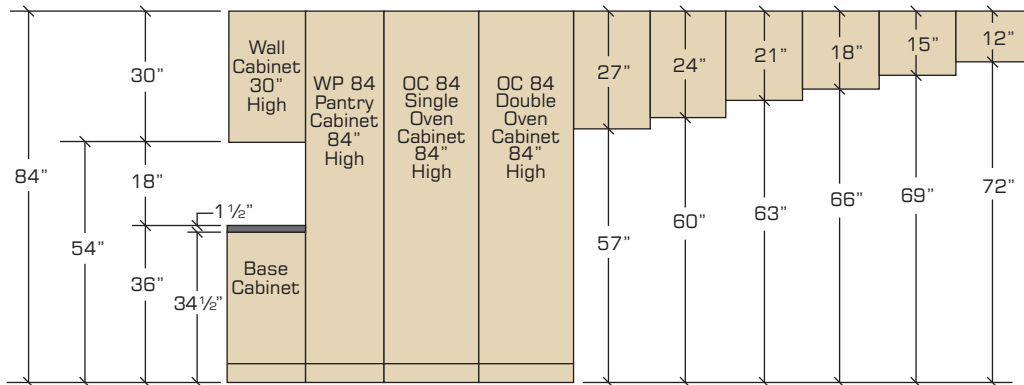 Wall
Cabinet
30”
High
WP 84
Pantry
Cabinet
84”
High
OC 84
Single
Oven
Cabinet
84”
High
OC 84
Double
Oven
Cabinet
84”
High
Base
Cabinet
84”
30”
18”
54”
1 ½”
36”
34½”
27”
24”
21”
18”
15”
12”
57”
60”
63”
66”
69”
72”